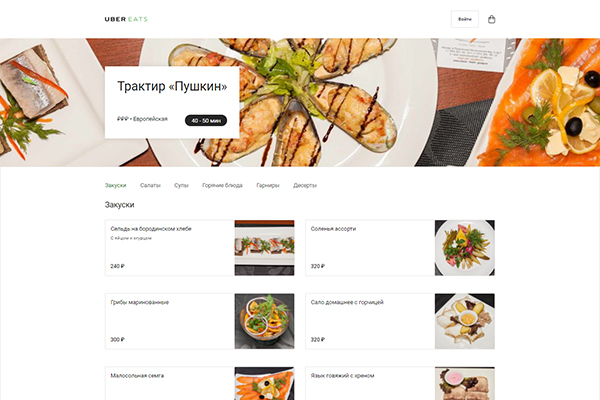 UBER EATS
Войти
Трактир «Пушкин»
₽₽₽ • Европейская
40 - 50 мин
Закуски Салаты Супы Горячие блюда Гарниры Десерты
Закуски
Сельдь на бородинском хлебе
С яйцом и огурцом
240 ₽
Соленья ассорти
320 ₽
Грибы маринованные
300 ₽
Сало домашнее с горчицей
320 ₽
Малосольная семга
Язык говяжий с хреном